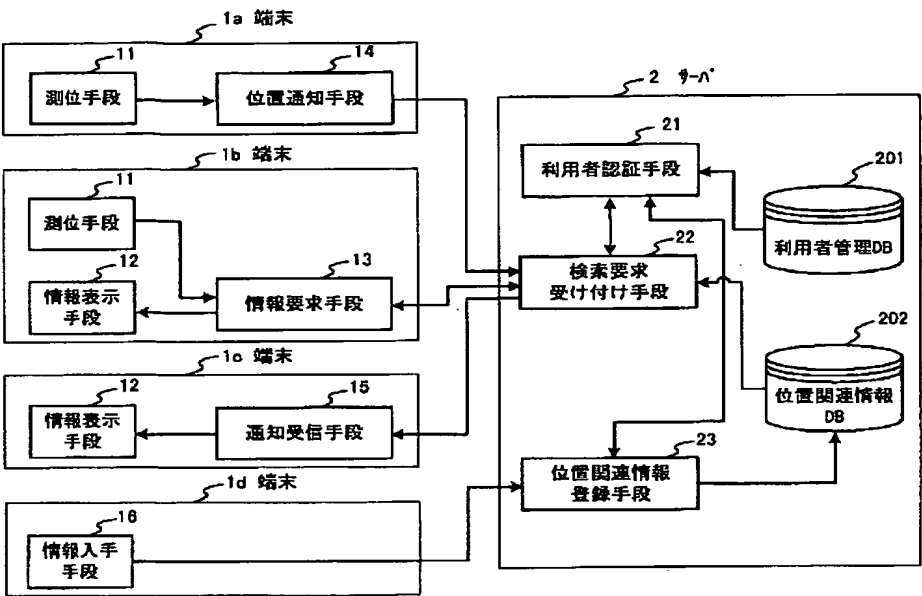 1a 端末
11
測位手段
14
位置通知手段
1b 端末
11
測位手段
12
情報表示
手段
13
情報要求手段
1c 端末
12
情報表示
手段
15
通知受信手段
1d 端末
16
情報入手
手段
2 サーバ
21
利用者認証手段
22
検索要求
受け付け手段
23
位置関連情報
登録手段
201
利用者管理DB
202
位置関連情報
DB